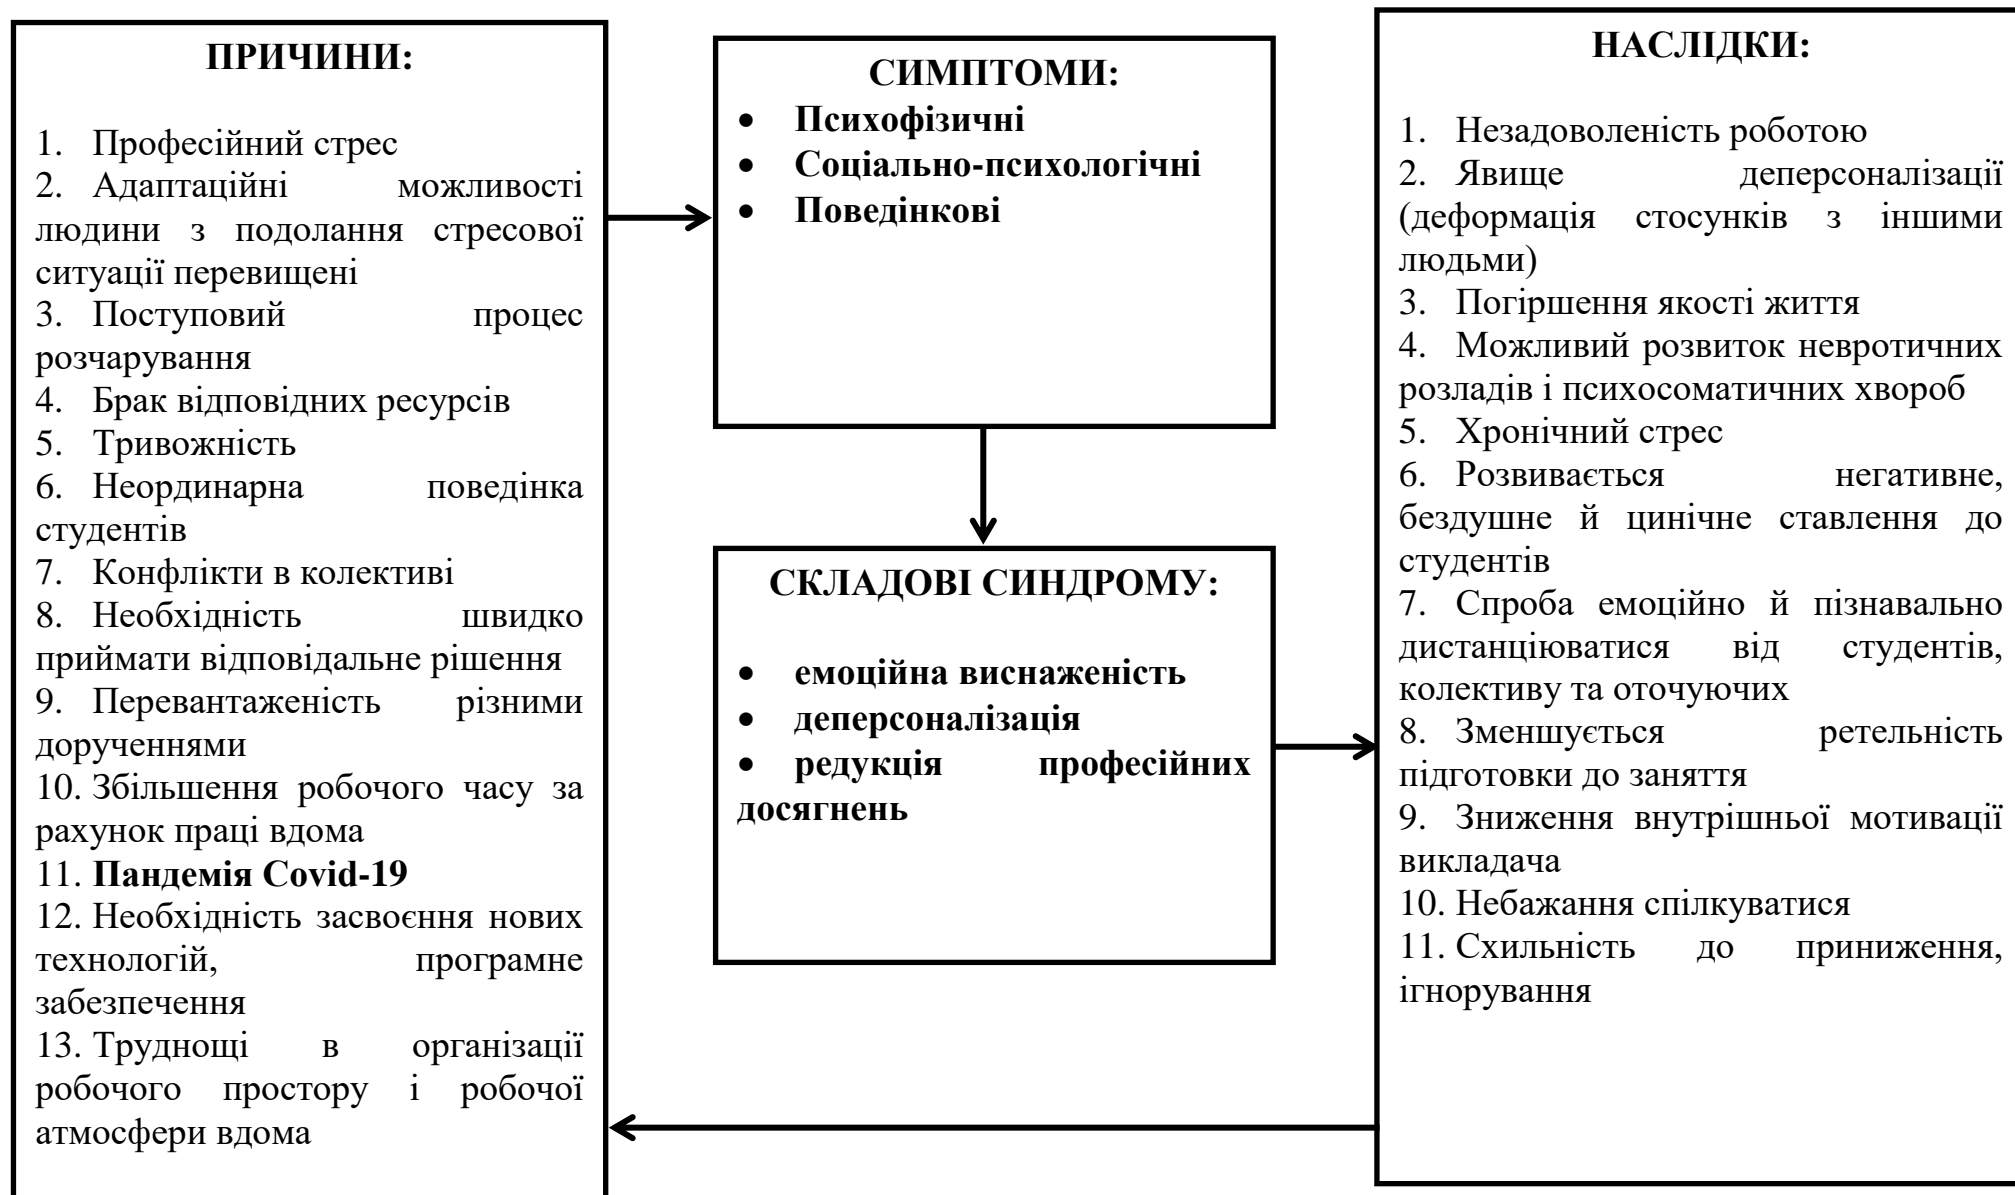 ПРИЧИНИ:
1. Професійний стрес
2. Адаптаційні можливості
людини з подолання стресової
ситуації перевищені
3. Поступовий процес
розчарування
4. Брак відповідних ресурсів
5. Тривожність
6. Неординарна поведінка
студентів
7. Конфлікти в колективі
8. Необхідність швидко
приймати відповідальне рішення
9. Перевантаженість різними
дорученнями
10. Збільшення робочого часу за
рахунок праці вдома
11. Пандемія Covid-19
12. Необхідність засвоєння нових
технологій, програмне
забезпечення
13. Труднощі в організації
робочого простору і робочої
атмосфери вдома
СИМПТОМИ:
• Психофізичні
• Соціально-психологічні
• Поведінкові
СКЛАДОВІ СИНДРОМУ:
• емоційна виснаженість
• деперсоналізація
• редукція професійних
досягнень
НАСЛІДКИ:
1. Незадоволеність роботою
2. Явище деперсоналізації
(деформація стосунків з іншими
людьми)
3. Погіршення якості життя
4. Можливий розвиток невротичних
розладів і психосоматичних хвороб
5. Хронічний стрес
6. Розвивається негативне,
бездушне й цинічне ставлення до
студентів
7. Спроба емоційно й пізнавально
дистанціюватися від студентів,
колективу та оточуючих
8. Зменшується ретельність
підготовки до заняття
9. Зниження внутрішньої мотивації
викладача
10. Небажання спілкуватися
11. Схильність до приниження,
ігнорування